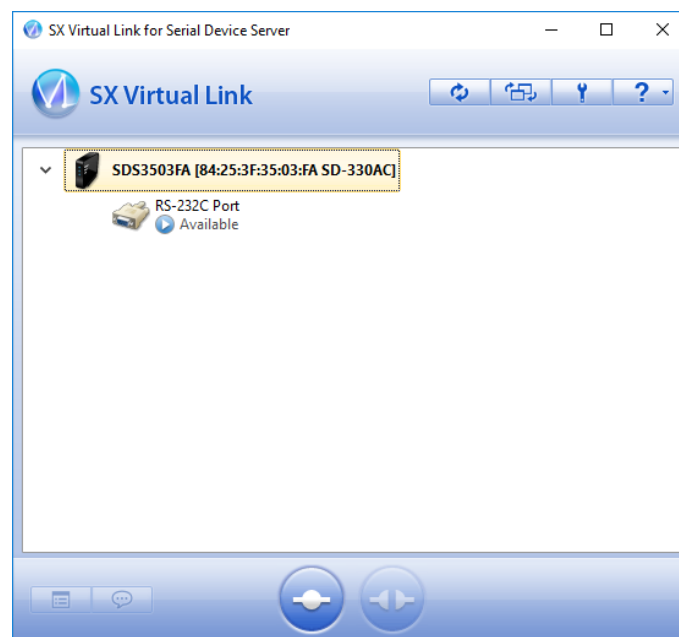 SX Virtual Link for Serial Device Server
SX Virtual Link
?
SDS3503FA [84:25:3F:35:03:FA SD-330AC]
RS-232C Port
Available